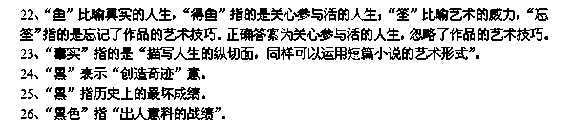 22、“鱼”比喻真实的人生，“得鱼”指的是关心参与活的人生；“筌”比喻艺术的威力，“忘
筌”指的是忘记了作品的艺术技巧。正确答案为关心参与活的人生，忽略了作品的艺术技巧。
23、“事实”指的是“描写人生的纵切面，同样可以运用短篇小说的艺术形式”。
24、“黑”表示“创造奇迹”意。
25、“黑”指历史上的最坏成绩。
26、“黑色”指“出人意料的战绩”。